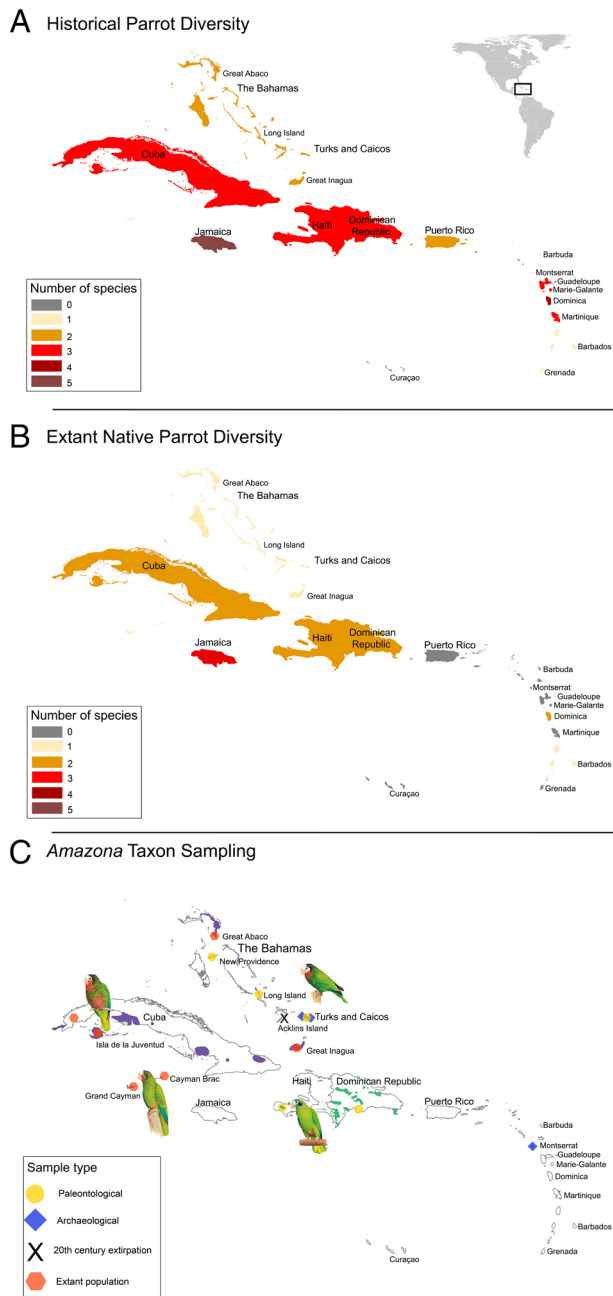 A Historical Parrot Diversity
Great Abaco
The Bahamas
Long Island
Turks and Caicos
Cuba
Great Inagua
Jamaica
Haiti
Dominican
Republic
Puerto Rico
Barbuda
Montserrat
Guadeloupe
Marie-Galante
Dominica
Martinique
Barbados
Grenada
Curaçao
Number of species
0
1
2
3
4
5
B Extant Native Parrot Diversity
Great Abaco
The Bahamas
Long Island
Turks and Caicos
Cuba
Great Inagua
Jamaica
Haiti
Dominican
Republic
Puerto Rico
Barbuda
Montserrat
Guadeloupe
Marie-Galante
Dominica
Martinique
Barbados
Grenada
Curaçao
Number of species
0
1
2
3
4
5
C Amazona Taxon Sampling
Great Abaco
The Bahamas
New Providence
Long Island
Cuba
X
Turks and Caicos
Acklins Island
Isla de la Juventud
Great Inagua
Cayman Brac
Grand Cayman
Jamaica
Haiti
Dominican Republic
Puerto Rico
Barbuda
Montserrat
Guadeloupe
Marie-Galante
Dominica
Martinique
Barbados
Grenada
Curaçao
Sample type
Paleontological
Archaeological
X 20th century extirpation
Extant population